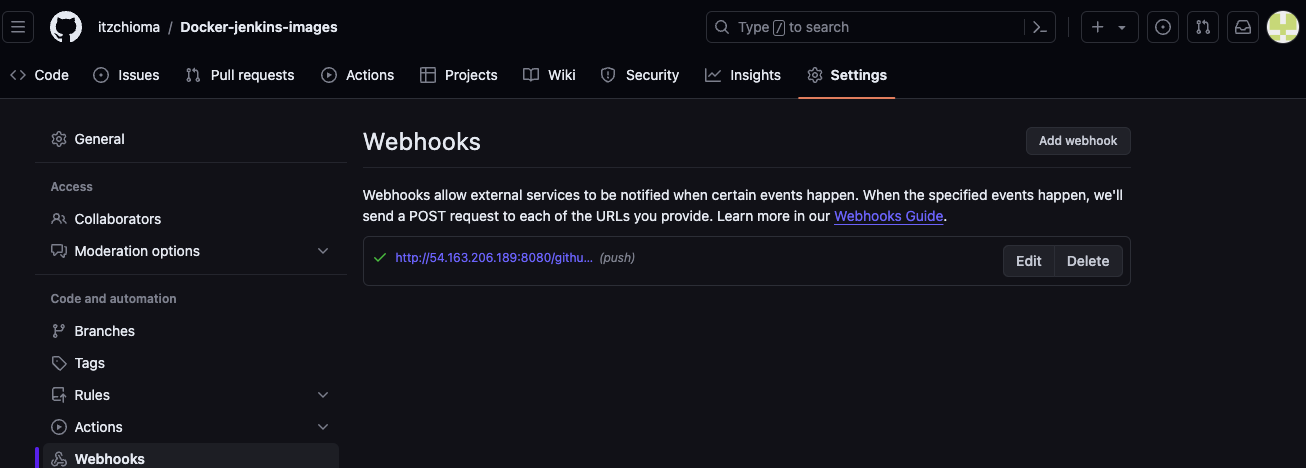 itzchioma / Docker-jenkins-images
Type / to search
Code Issues Pull requests Actions Projects Wiki Security Insights Settings
General
Access
Collaborators
Moderation options
Code and automation
Branches
Tags
Rules
Actions
Webhooks
Webhooks
Add webhook
Webhooks allow external services to be notified when certain events happen. When the specified events happen, we'll
send a POST request to each of the URLs you provide. Learn more in our Webhooks Guide.
http://54.163.206.189:8080/githu... (push)
Edit Delete